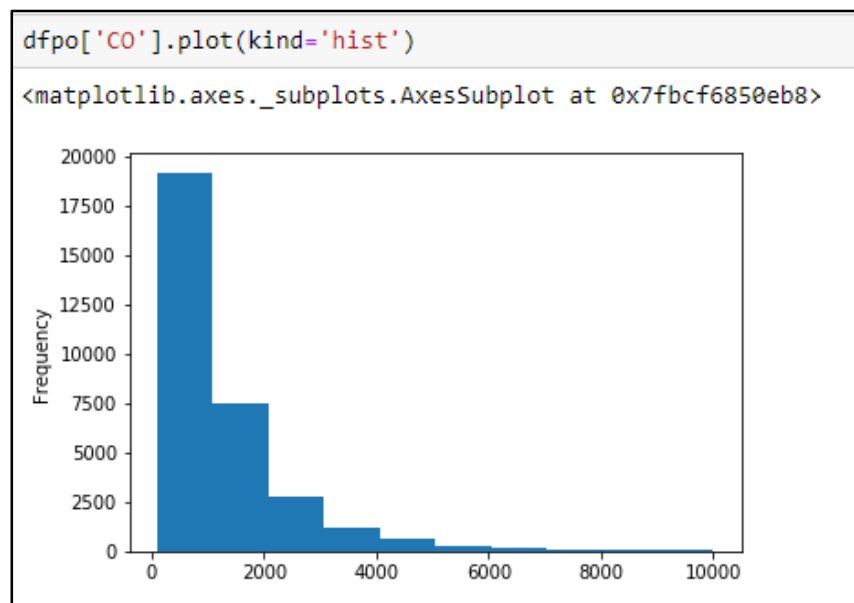 dfpo['CO'].plot(kind='hist')
<matplotlib.axes._subplots.AxesSubplot at 0x7fbcf6850eb8>
20000
17500
15000
12500
10000
7500
5000
2500
0
Frequency
0 2000 4000 6000 8000 10000